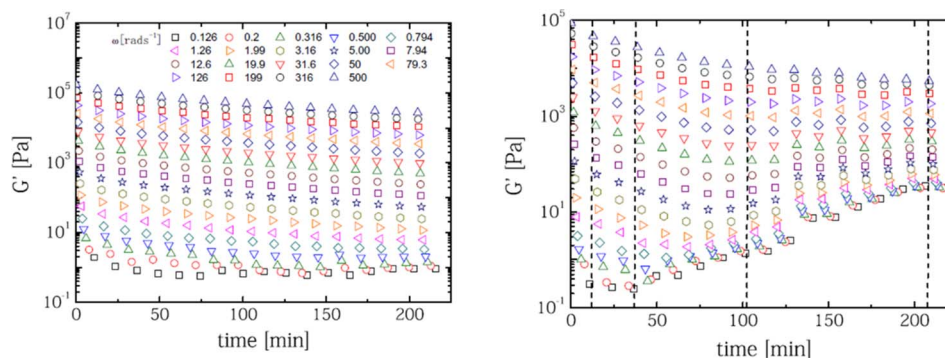 10^7
10^5
10^3
10^1
10^-1
G' [Pa]
ω[rads^-1]
0.126 0.2 0.316 0.500 0.794
1.26 1.99 3.16 5.00 7.94
12.6 19.9 31.6 50 79.3
126 199 316 500
0 50 100 150 200
time [min]
10^5
10^3
10^1
10^-1
G' [Pa]
0 50 100 150 200
time [min]